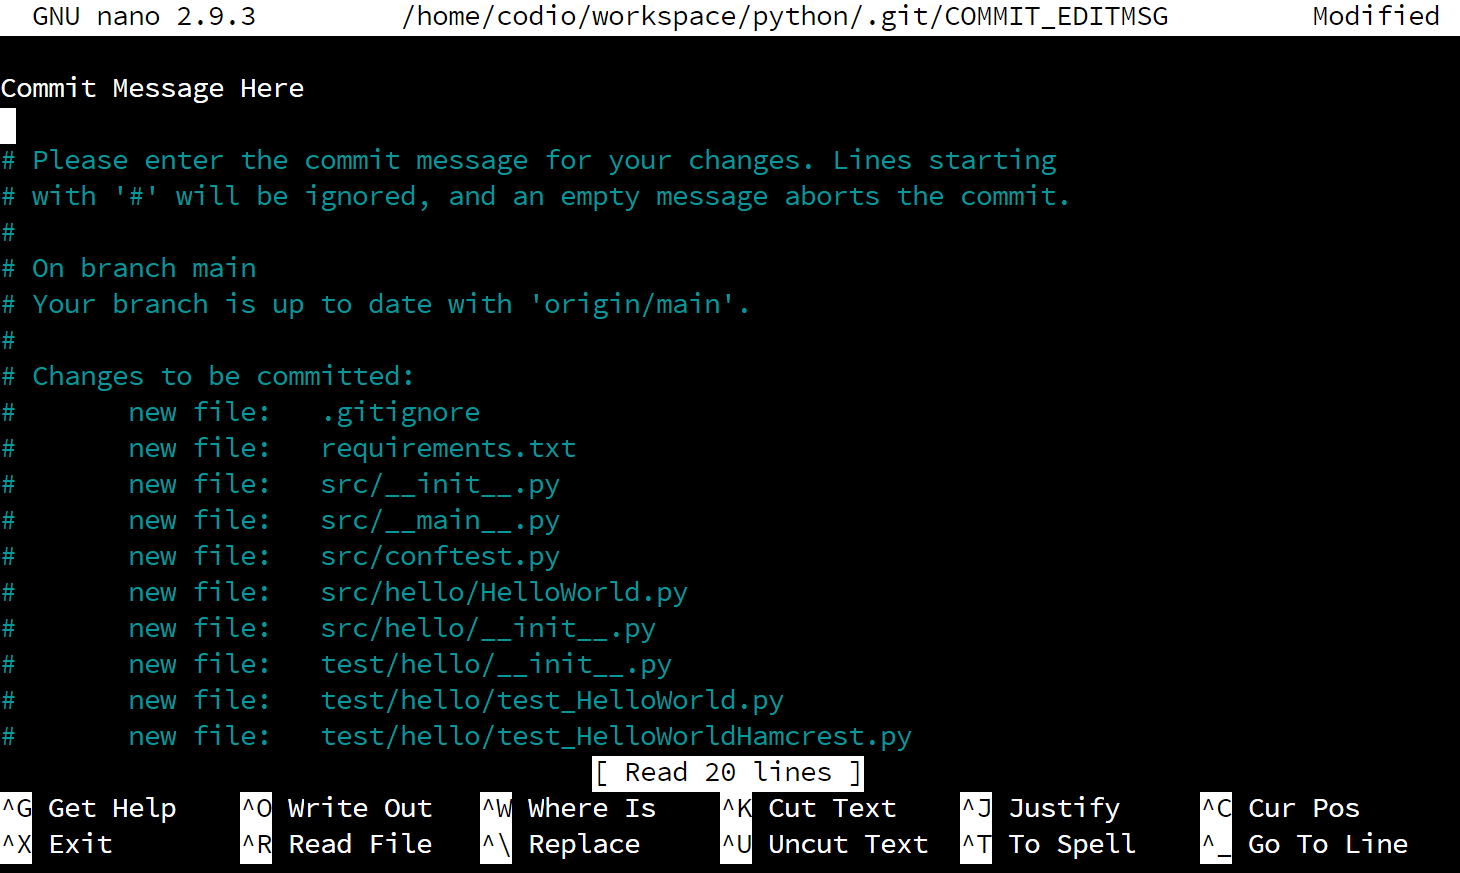 GNU nano 2.9.3 /home/codio/workspace/python/.git/COMMIT_EDITMSG Modified
Commit Message Here
# Please enter the commit message for your changes. Lines starting
# with '#' will be ignored, and an empty message aborts the commit.
#
# On branch main
# Your branch is up to date with 'origin/main'.
#
# Changes to be committed:
#       new file:   .gitignore
#       new file:   requirements.txt
#       new file:   src/__init__.py
#       new file:   src/__main__.py
#       new file:   src/conftest.py
#       new file:   src/hello/HelloWorld.py
#       new file:   src/hello/__init__.py
#       new file:   test/hello/__init__.py
#       new file:   test/hello/test_HelloWorld.py
#       new file:   test/hello/test_HelloWorldHamcrest.py
[ Read 20 lines ]
^G Get Help ^O Write Out ^W Where Is ^K Cut Text ^J Justify ^C Cur Pos
^X Exit ^R Read File ^\ Replace ^U Uncut Text ^T To Spell ^_ Go To Line